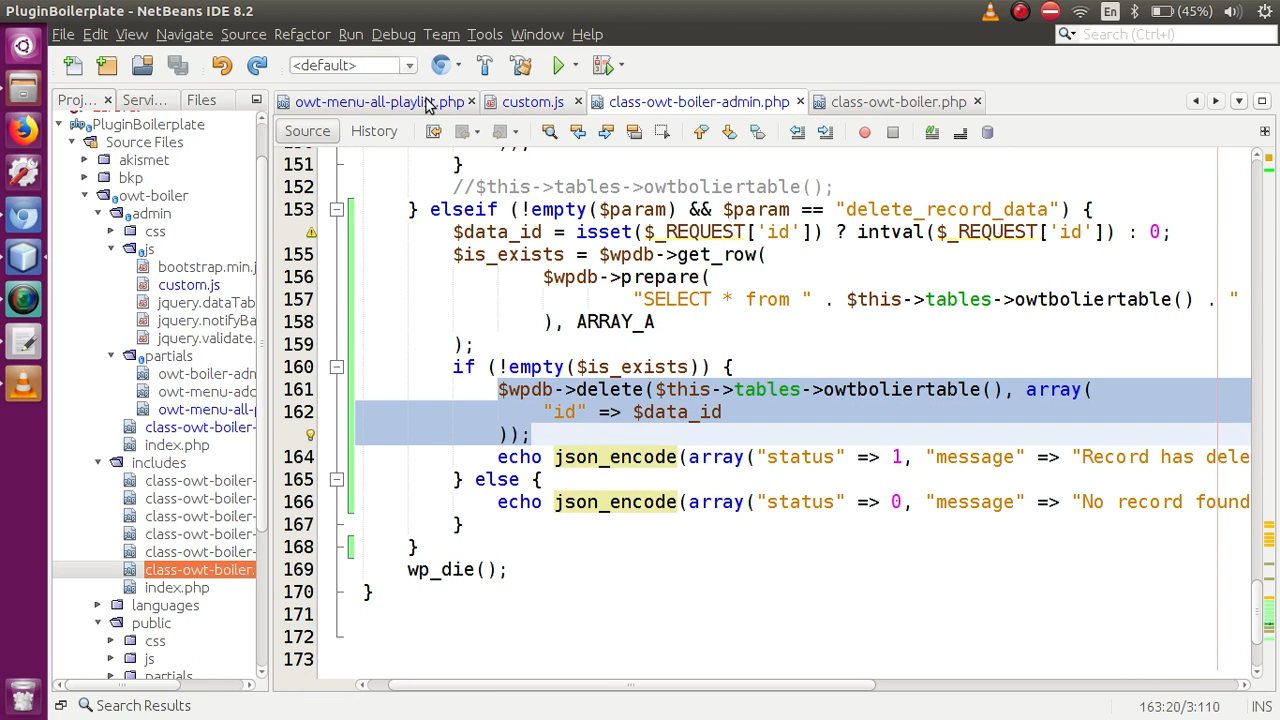 PluginBoilerplate - NetBeans IDE 8.2
En
(45%)
File Edit View Navigate Source Refactor Run Debug Team Tools Window Help
Search (Ctrl+I)
<default>
Proj... Servi... Files
owt-menu-all-playlist.php custom.js class-owt-boiler-admin.php class-owt-boiler.php
Source History
PluginBoilerplate
Source Files
akismet
bkp
owt-boiler
admin
css
js
bootstrap.min.j
custom.js
jquery.dataTab
jquery.notifyBa
jquery.validate.
partials
owt-boiler-adn
owt-menu-adc
owt-menu-all-p
class-owt-boiler-
index.php
includes
class-owt-boiler-
class-owt-boiler-
class-owt-boiler-
class-owt-boiler-
class-owt-boiler-
class-owt-boiler.
index.php
languages
public
css
js
partials
151 }
152 //$this->tables->owtboliertable();
153 } elseif (!empty($param) && $param == "delete_record_data") {
$data_id = isset($_REQUEST['id']) ? intval($_REQUEST['id']) : 0;
155 $is_exists = $wpdb->get_row(
156 $wpdb->prepare(
157 "SELECT * from " . $this->tables->owtboliertable() . "
158 ), ARRAY_A
159 );
160 if (!empty($is_exists)) {
161 $wpdb->delete($this->tables->owtboliertable(), array(
162 "id" => $data_id
));
164 echo json_encode(array("status" => 1, "message" => "Record has dele
165 } else {
166 echo json_encode(array("status" => 0, "message" => "No record found
167 }
168 }
169 wp_die();
170 }
171
172
173
Search Results
163:20/3:110 INS